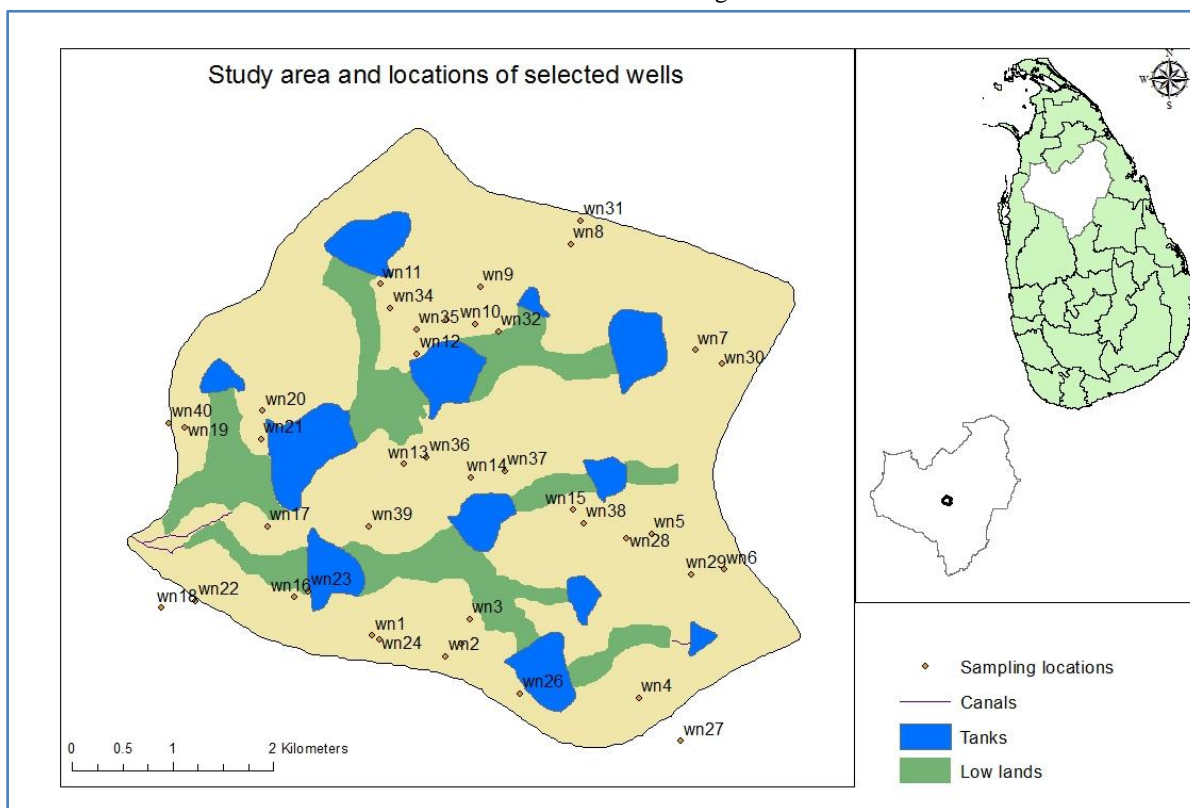 Study area and locations of selected wells
N
W
S
wn31
wn8
wn11
wn9
wn34
wn35
wn10
wn32
wn12
wn7
wn30
wn20
wn40
wn19
wn21
wn13
wn36
wn14
wn37
wn15
wn38
wn17
wn39
wn5
wn28
wn29
wn6
wn23
wn16
wn22
wn18
wn3
wn1
wn24
wn2
wn26
wn4
wn27
0 0.5 1 2 Kilometers
Sampling locations
Canals
Tanks
Low lands